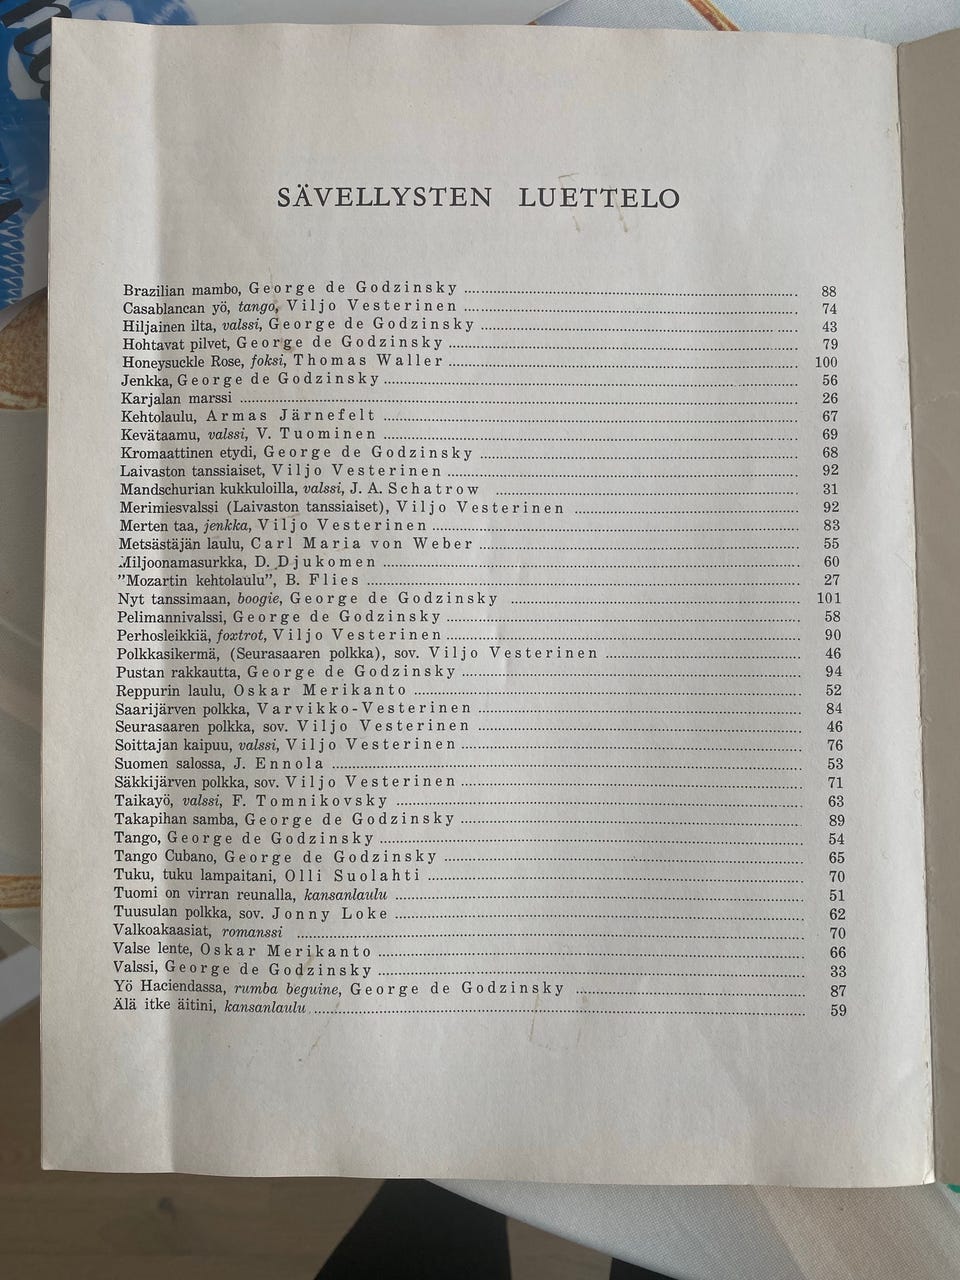 SÄVELLYSTEN LUETTELO
Brazilian mambo, George de Godzinsky 88
Casablancan yö, tango, Viljo Vesterinen 74
Hiljainen ilta, valssi, George de Godzinsky 43
Hohtavat pilvet, George de Godzinsky 79
Honeysuckle Rose, foksi, Thomas Waller 100
Jenkka, George de Godzinsky 56
Karjalan marssi 26
Kehtolaulu, Armas Järnefelt 67
Kevätaamu, valssi, V. Tuominen 69
Kromaattinen etydi, George de Godzinsky 68
Laivaston tanssiaiset, Viljo Vesterinen 92
Mandschurian kukkuloilla, valssi, J. A. Schatrow 31
Merimiesvalssi (Laivaston tanssiaiset), Viljo Vesterinen 92
Merten taa, jenkka, Viljo Vesterinen 83
Metsästäjän laulu, Carl Maria von Weber 55
Miljoonamasurkka, D. Djukomen 60
”Mozartin kehtolaulu”, B. Flies 27
Nyt tanssimaan, boogie, George de Godzinsky 101
Pelimannivalssi, George de Godzinsky 58
Perhosleikkiä, foxtrot, Viljo Vesterinen 90
Polkkasikermä, (Seurasaaren polkka), sov. Viljo Vesterinen 46
Pustan rakkautta, George de Godzinsky 94
Reppurin laulu, Oskar Merikanto 52
Saarijärven polkka, Varvikko-Vesterinen 84
Seurasaaren polkka, sov. Viljo Vesterinen 46
Soittajan kaipuu, valssi, Viljo Vesterinen 76
Suomen salossa, J. Ennola 53
Säkkijärven polkka, sov. Viljo Vesterinen 71
Taikayö, valssi, F. Tomnikovsky 63
Takapihan samba, George de Godzinsky 89
Tango, George de Godzinsky 54
Tango Cubano, George de Godzinsky 65
Tuku, tuku lampaitani, Olli Suolahti 70
Tuomi on virran reunalla, kansanlaulu 51
Tuusulan polkka, sov. Jonny Loke 62
Valkoakaasiat, romanssi 70
Valse lente, Oskar Merikanto 66
Valssi, George de Godzinsky 33
Yö Haciendassa, rumba beguine, George de Godzinsky 87
Älä itke äitini, kansanlaulu 59